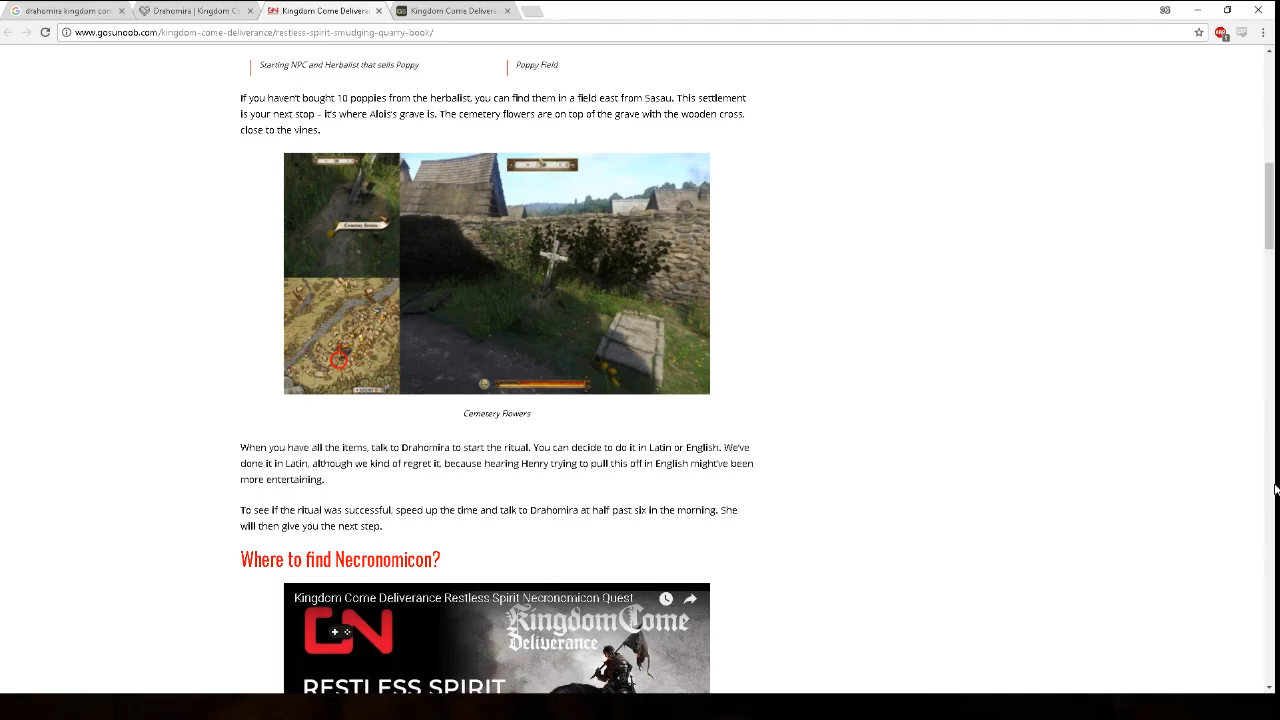 drahomira kingdom com
Drahomira | Kingdom C
Kingdom Come Delivera
Kingdom Come Delivera
www.gosunoob.com/kingdom-come-deliverance/restless-spirit-smudging-quarry-book/
Starting NPC and Herbalist that sells Poppy
Poppy Field
If you haven't bought 10 poppies from the herbalist, you can find them in a field east from Sasau. This settlement
is your next stop – it's where Alois's grave is. The cemetery flowers are on top of the grave with the wooden cross,
close to the vines.
Cemetery flowers
Cemetery Flowers
When you have all the items, talk to Drahomira to start the ritual. You can decide to do it in Latin or English. We've
done it in Latin, although we kind of regret it, because hearing Henry trying to pull this off in English might've been
more entertaining.
To see if the ritual was successful, speed up the time and talk to Drahomira at half past six in the morning. She
will then give you the next step.
Where to find Necronomicon?
Kingdom Come Deliverance Restless Spirit Necronomicon Quest
GN
Kingdom Come
Deliverance
RESTLESS SPIRIT